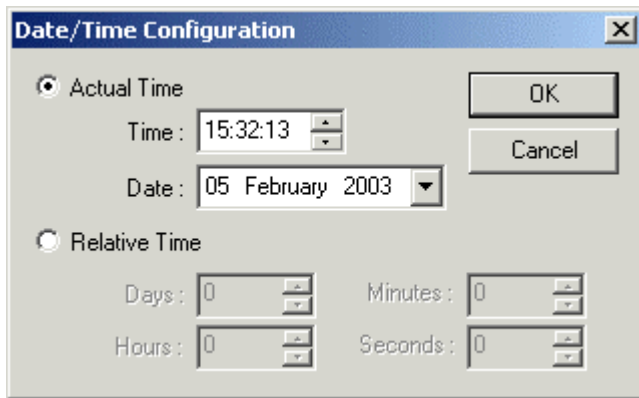 Date/Time Configuration
Actual Time
OK
Time : 15:32:13
Cancel
Date : 05 February 2003
Relative Time
Days : 0 Minutes : 0
Hours : 0 Seconds : 0